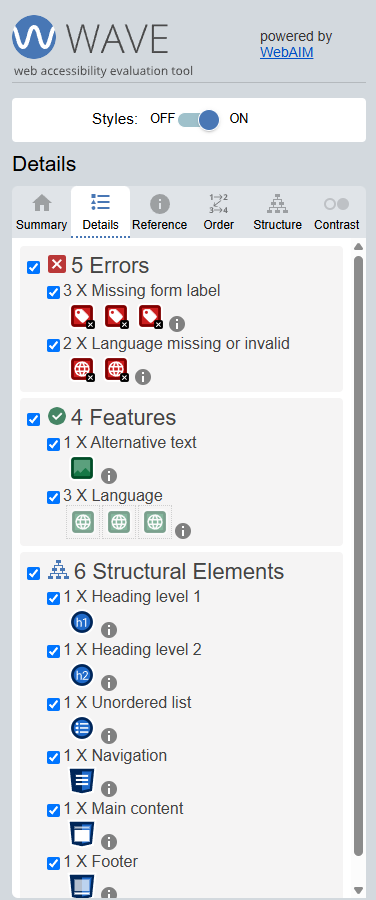 WAVE
web accessibility evaluation tool
powered by
WebAIM
Styles: OFF ON
Details
Summary Details Reference Order Structure Contrast
5 Errors
3 X Missing form label
2 X Language missing or invalid
4 Features
1 X Alternative text
3 X Language
6 Structural Elements
1 X Heading level 1
h1
1 X Heading level 2
h2
1 X Unordered list
1 X Navigation
1 X Main content
1 X Footer